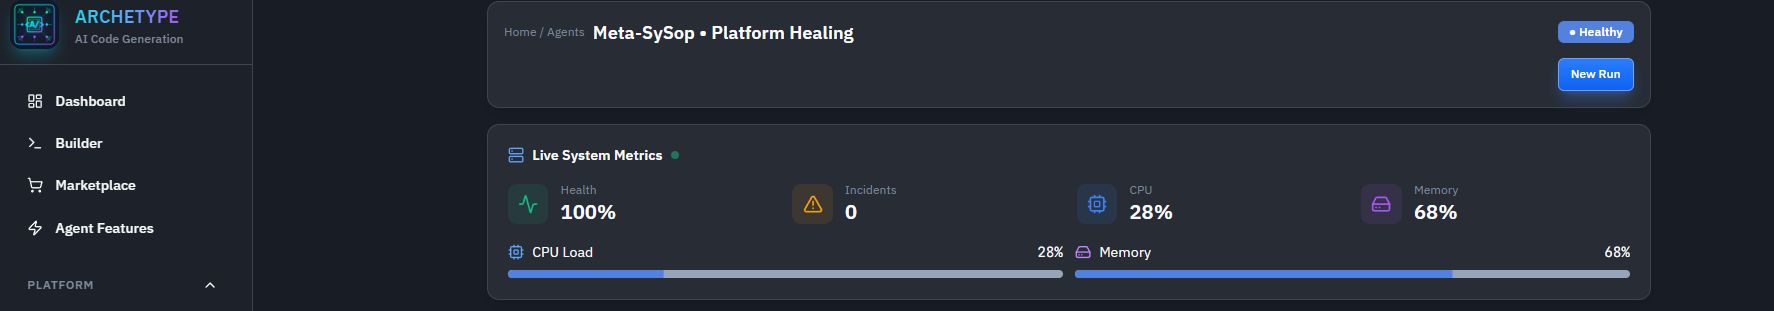 ARCHETYPE
AI Code Generation
Dashboard
Builder
Marketplace
Agent Features
PLATFORM
Home / Agents Meta-SySop • Platform Healing
• Healthy
New Run
Live System Metrics
Health
100%
Incidents
0
CPU
28%
Memory
68%
CPU Load 28%
Memory 68%